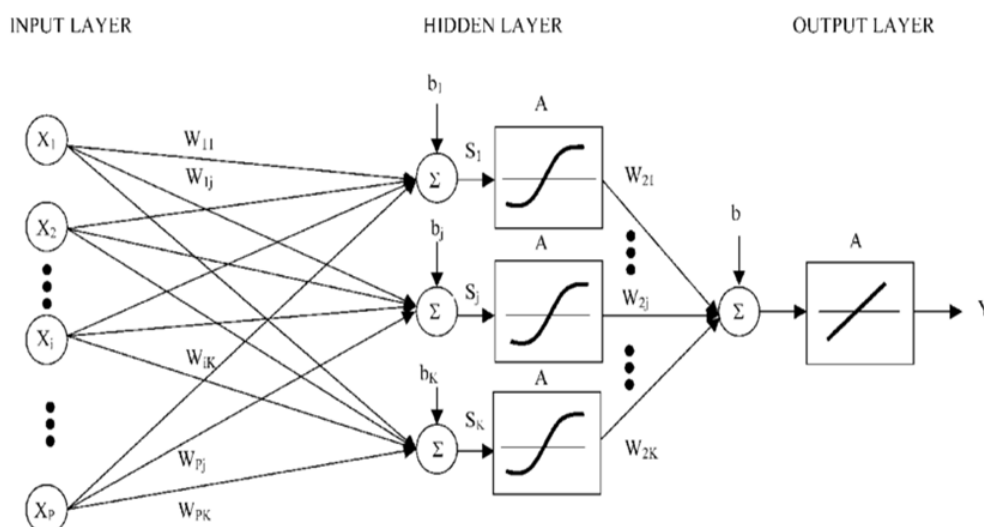 INPUT LAYER HIDDEN LAYER OUTPUT LAYER
b₁ A
X₁ W₁₁ S₁
W₁ⱼ Σ W₂₁
X₂ bⱼ A b A
Sⱼ W₂ⱼ
Xᵢ Σ Σ Y
WᵢK bK A
SK
Σ W₂K
WPⱼ
XP WPK